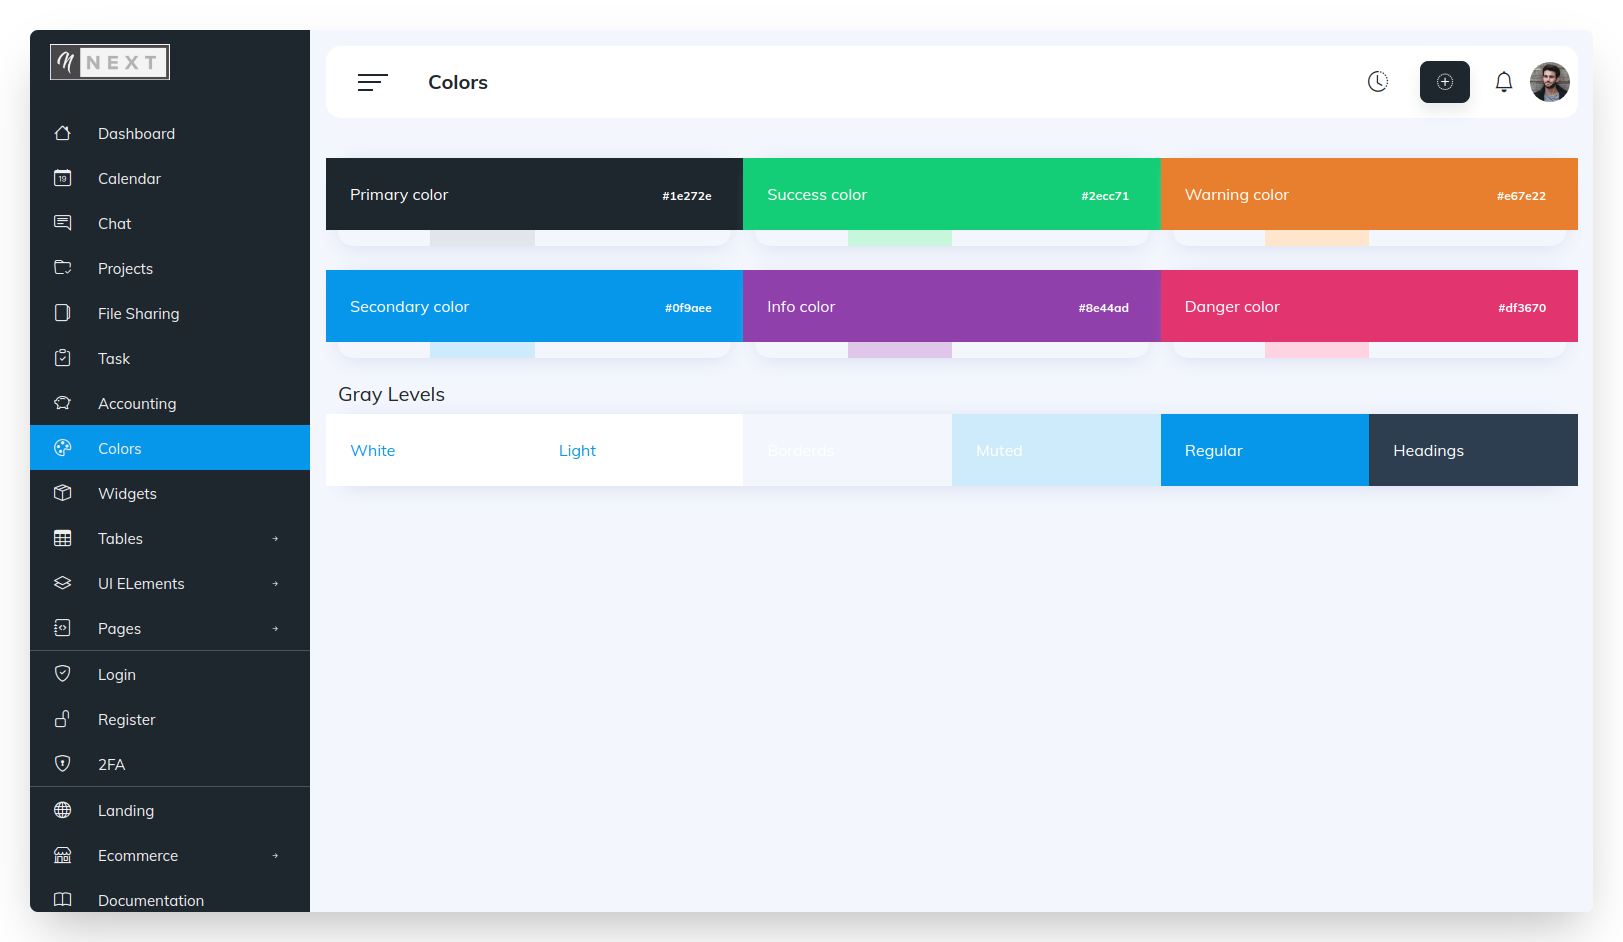 NEXT
Colors
Dashboard
19
Calendar
Chat
Projects
File Sharing
Task
Accounting
Colors
Widgets
Tables
UI ELements
Pages
Login
Register
2FA
Landing
Ecommerce
Documentation
Primary color #1e272e
Success color #2ecc71
Warning color #e67e22
Secondary color #0f9aee
Info color #8e44ad
Danger color #df3670
Gray Levels
White
Light
Borderds
Muted
Regular
Headings